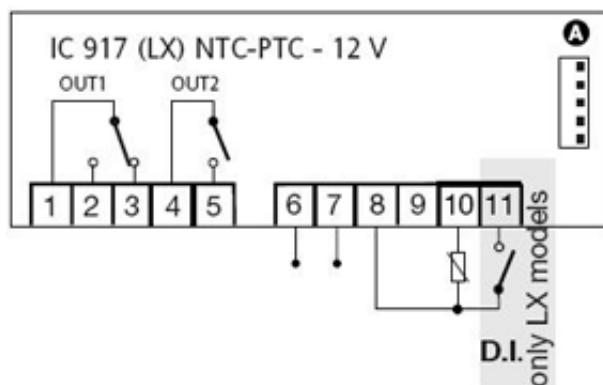 IC 917 (LX) NTC-PTC - 12 V
A
OUT1
OUT2
1 2 3 4 5 6 7 8 9 10 11
D.I.
only LX models